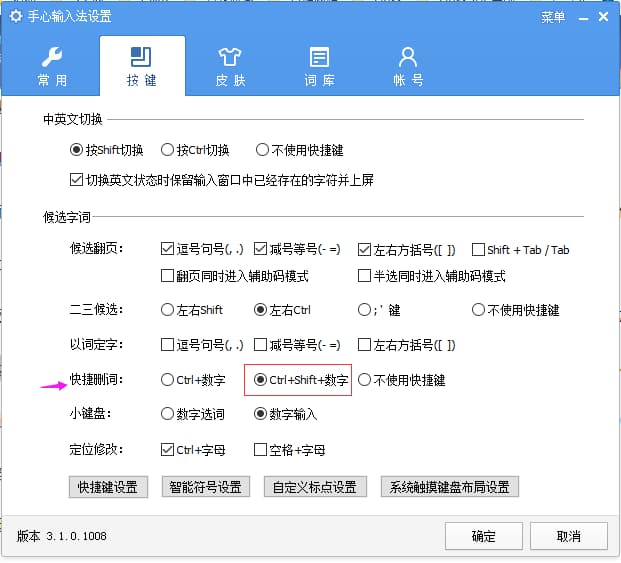 手心输入法设置 菜单
常用 按键 皮肤 词库 帐号
中英文切换
按Shift切换 按Ctrl切换 不使用快捷键
切换英文状态时保留输入窗口中已经存在的字符并上屏
候选字词
候选翻页: 逗号句号(, .) 减号等号(- =) 左右方括号([ ]) Shift + Tab / Tab
翻页同时进入辅助码模式 半选同时进入辅助码模式
二三候选: 左右Shift 左右Ctrl ; ' 键 不使用快捷键
以词定字: 逗号句号(, .) 减号等号(- =) 左右方括号([ ])
快捷删词: Ctrl+数字 Ctrl+Shift+数字 不使用快捷键
小键盘: 数字选词 数字输入
定位修改: Ctrl+字母 空格+字母
快捷键设置 智能符号设置 自定义标点设置 系统触摸键盘布局设置
版本 3.1.0.1008 确定 取消